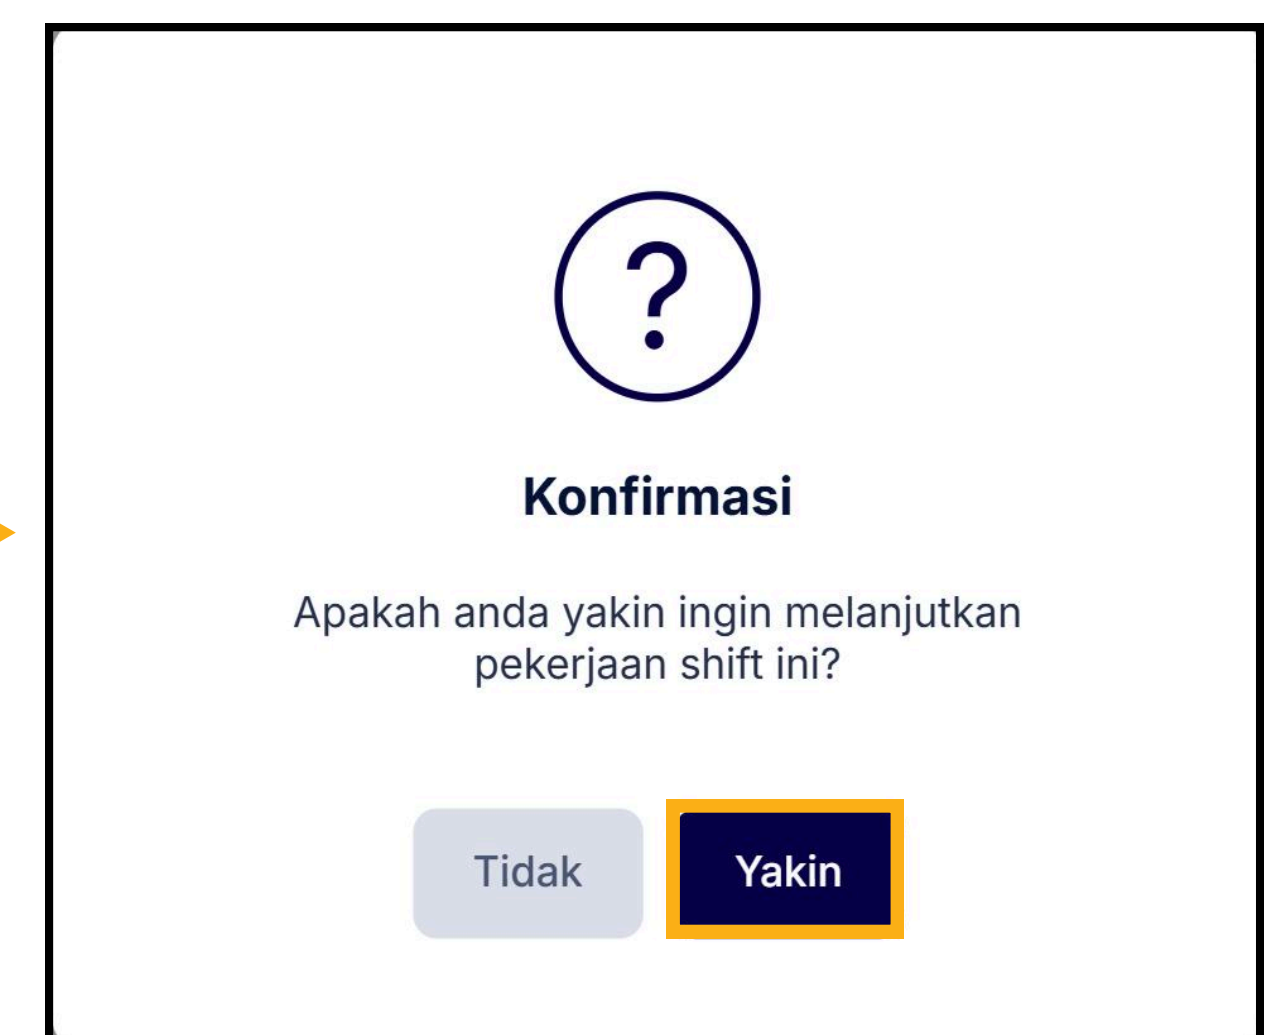 ?
Konfirmasi
Apakah anda yakin ingin melanjutkan
pekerjaan shift ini?
Tidak
Yakin